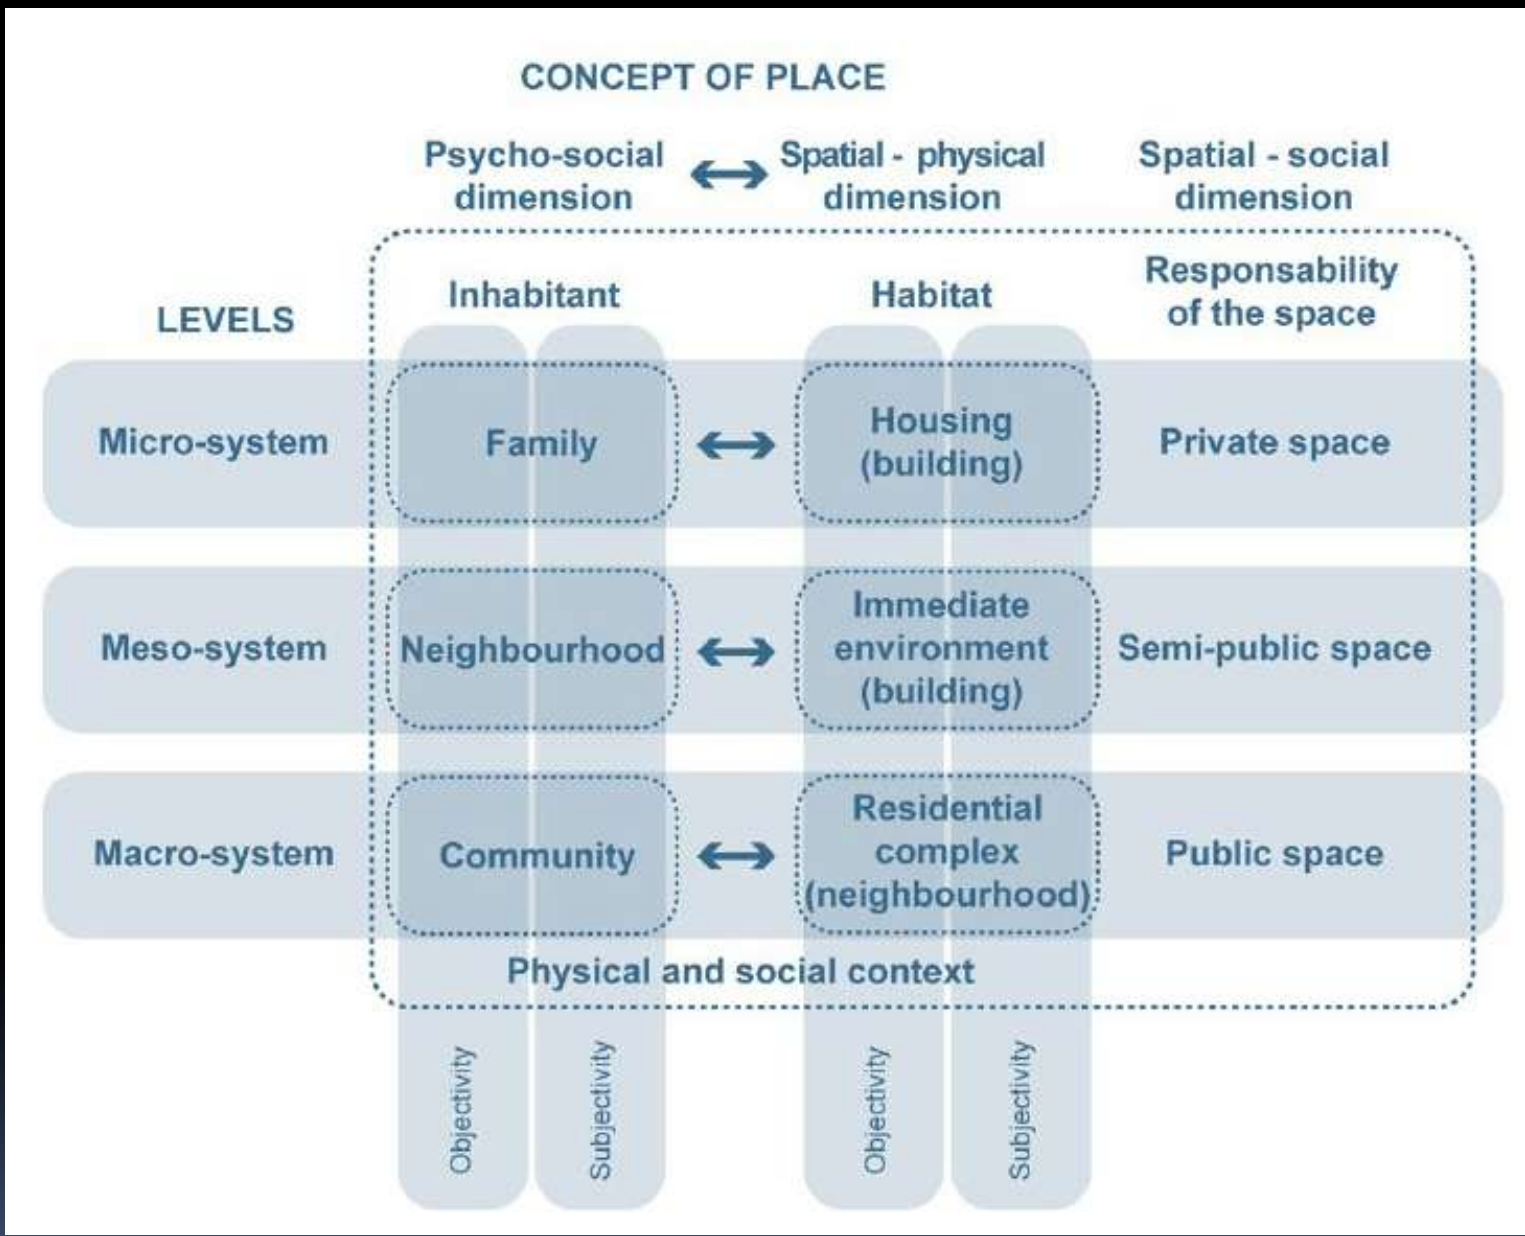 CONCEPT OF PLACE
Psycho-social
dimension
Spatial - physical
dimension
Spatial - social
dimension
Inhabitant
Habitat
Responsability
of the space
LEVELS
Micro-system
Family
Housing
(building)
Private space
Meso-system
Neighbourhood
Immediate
environment
(building)
Semi-public space
Macro-system
Community
Residential
complex
(neighbourhood)
Public space
Physical and social context
Objectivity
Subjectivity
Objectivity
Subjectivity